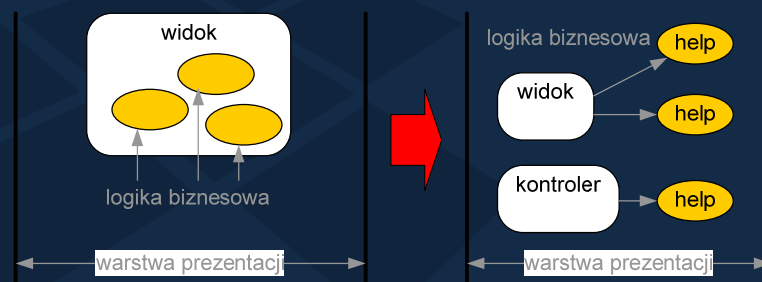 widok
logika biznesowa
warstwa prezentacji
logika biznesowa
help
widok
help
kontroler
help
warstwa prezentacji